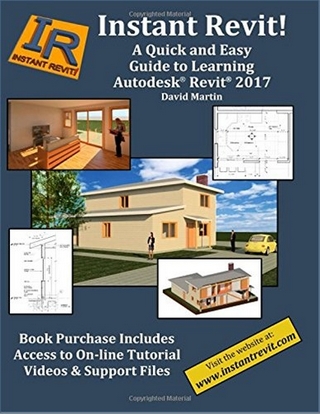 IR
INSTANT REVIT!
Instant Revit!
A Quick and Easy
Guide to Learning
Autodesk® Revit® 2017
David Martin
Book Purchase Includes
Access to On-line Tutorial
Videos & Support Files
Visit the website at:
www.instantrevit.com